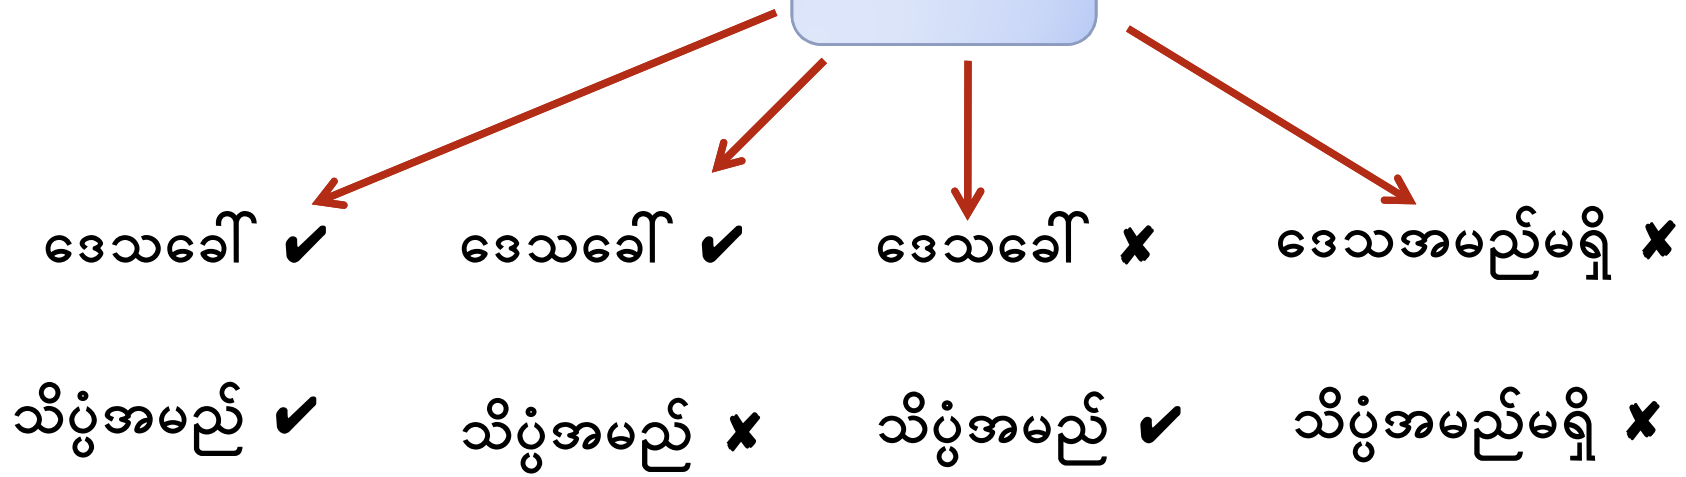 ဒေသခေါ် ✔ ဒေသခေါ် ✔ ဒေသခေါ် ✘ ဒေသအမည်မရှိ ✘
သိပ္ပံအမည် ✔ သိပ္ပံအမည် ✘ သိပ္ပံအမည် ✔ သိပ္ပံအမည်မရှိ ✘